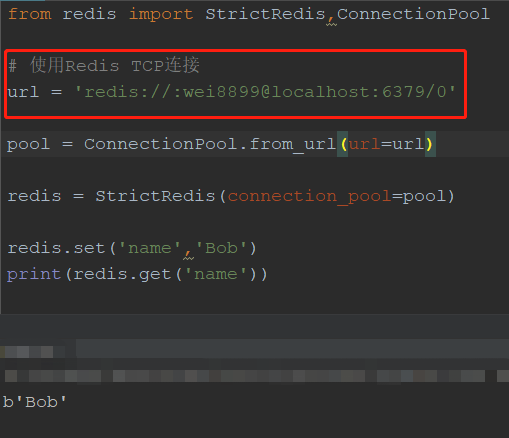 from redis import StrictRedis,ConnectionPool
# 使用Redis TCP连接
url = 'redis://:wei8899@localhost:6379/0'
pool = ConnectionPool.from_url(url=url)
redis = StrictRedis(connection_pool=pool)
redis.set('name','Bob')
print(redis.get('name'))
b'Bob'